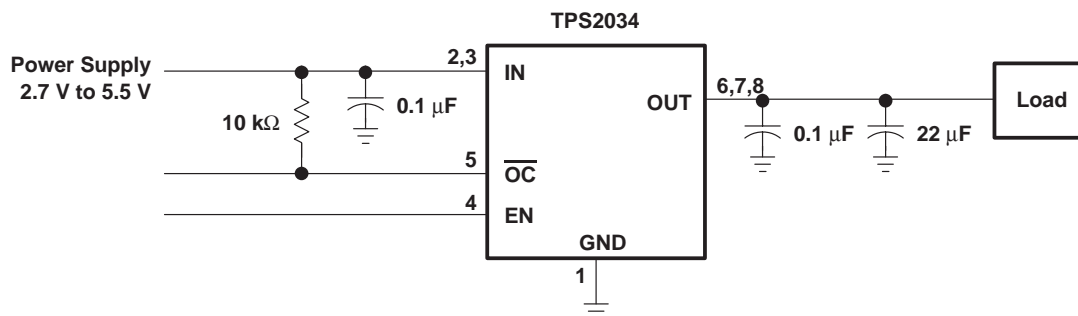 TPS2034
Power Supply
2.7 V to 5.5 V
2,3
IN
6,7,8
OUT
Load
10 kΩ
0.1 µF
0.1 µF
22 µF
5
OC
4
EN
GND
1